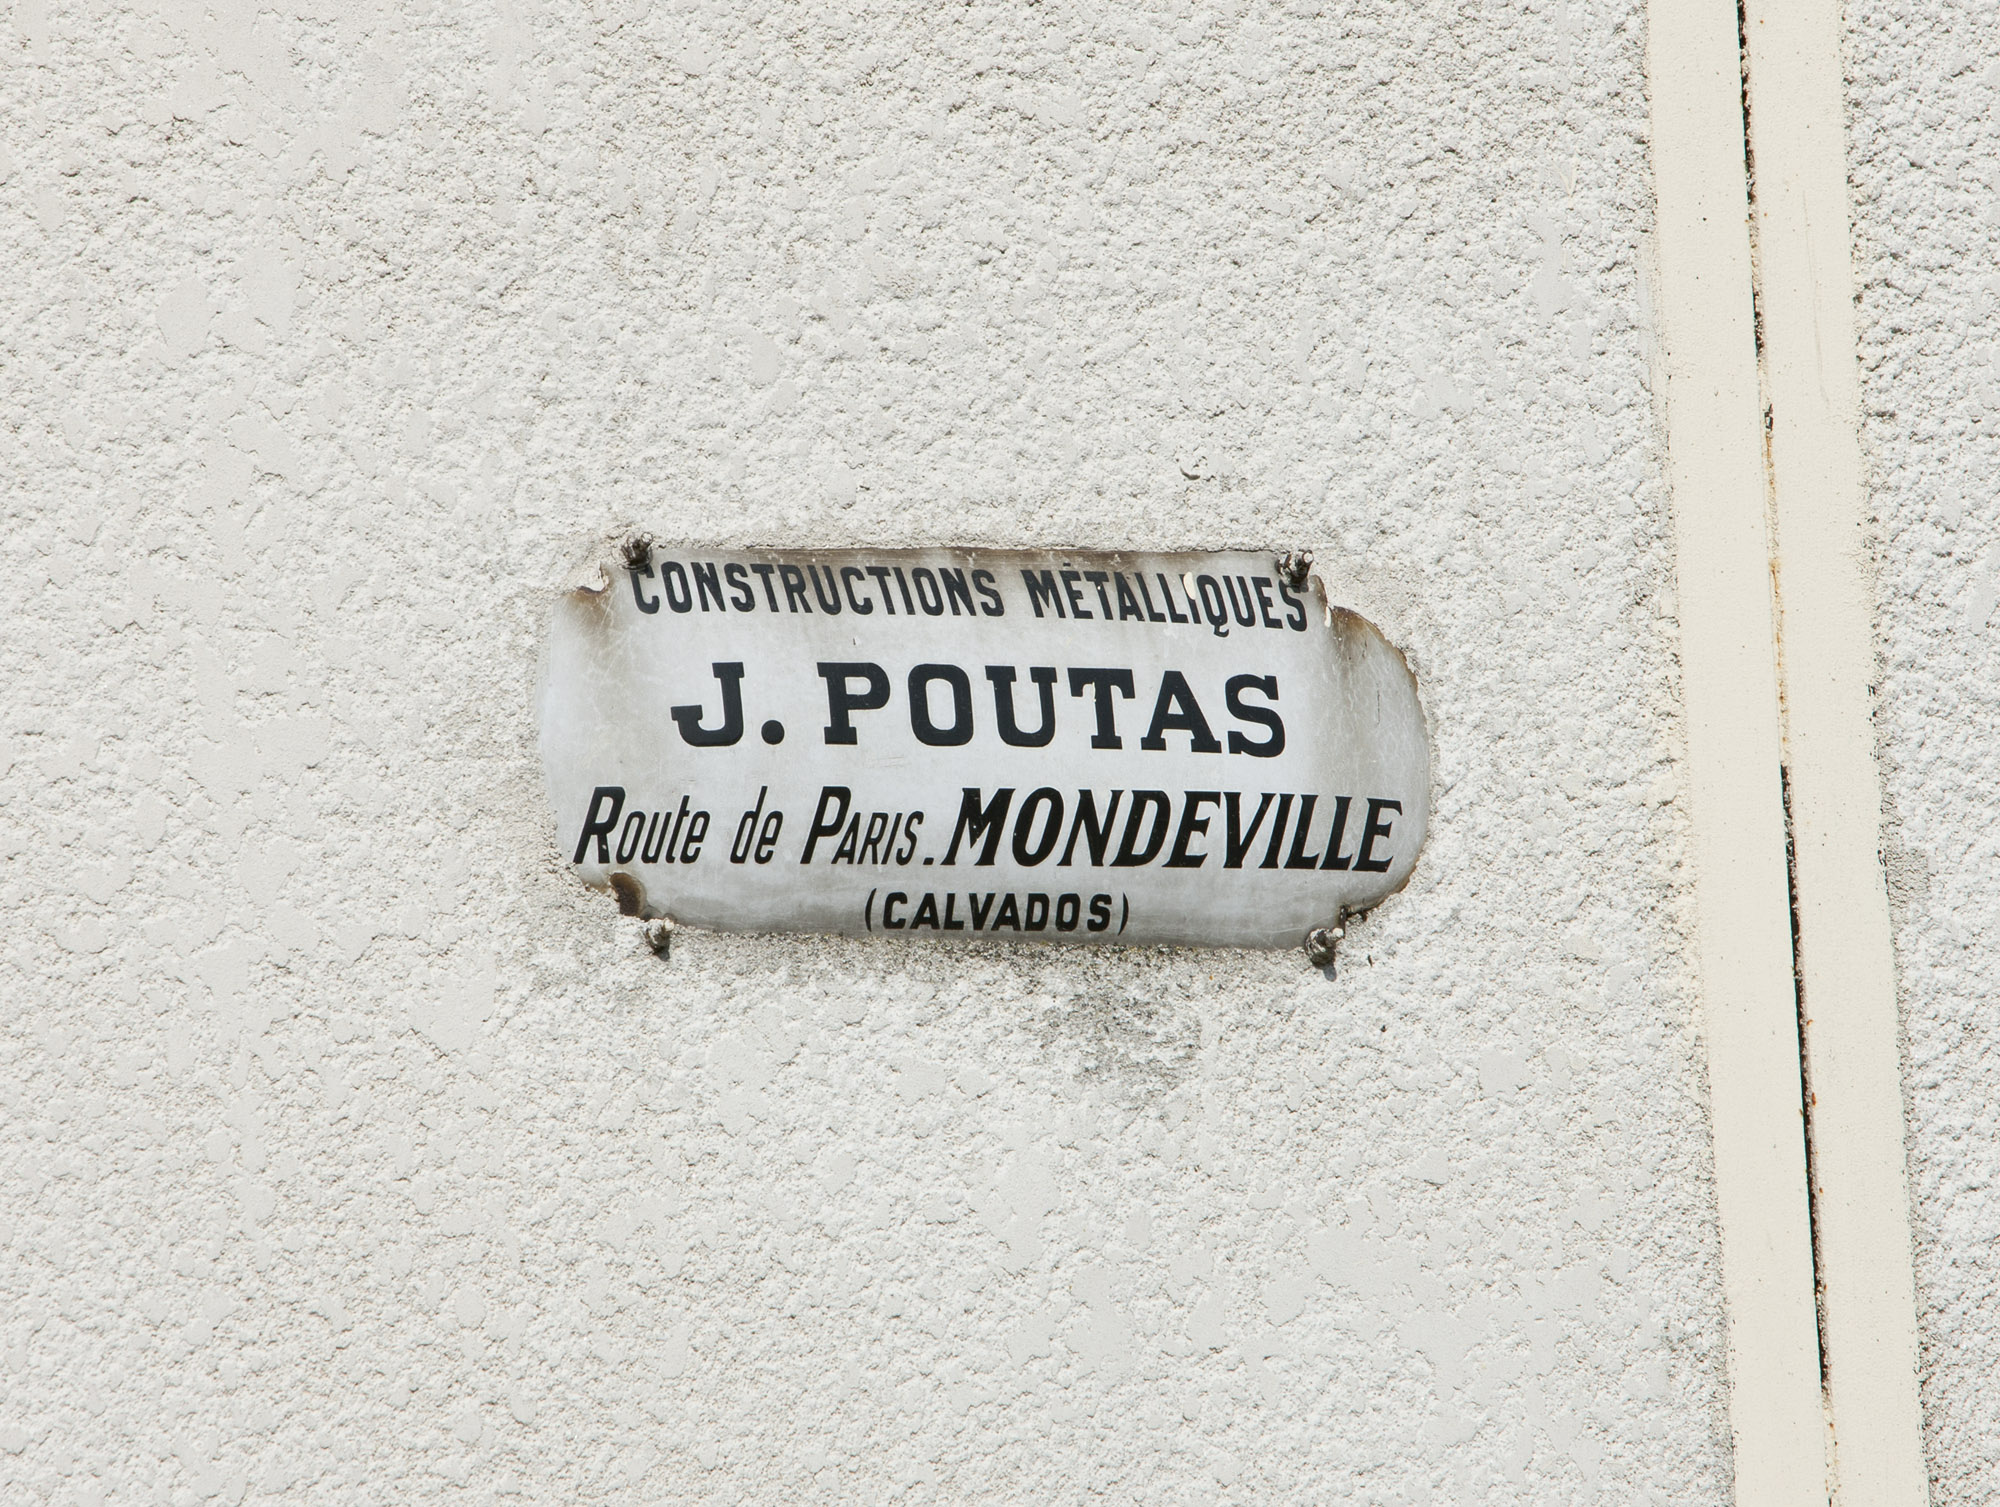 CONSTRUCTIONS MÉTALLIQUES
J. POUTAS
Route de PARIS. MONDEVILLE
(CALVADOS)